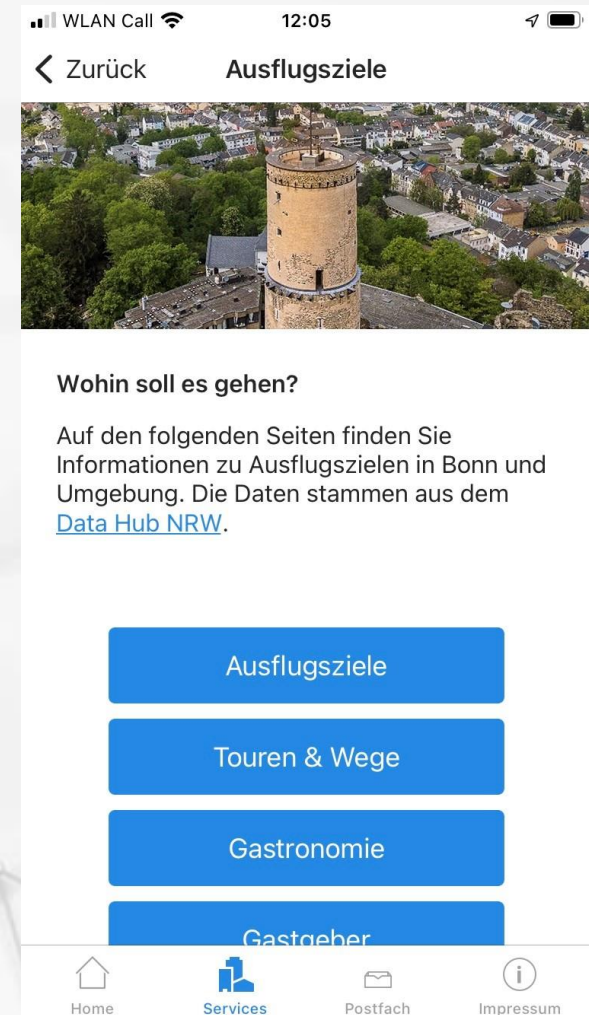 WLAN Call 12:05
Zurück Ausflugsziele
Wohin soll es gehen?
Auf den folgenden Seiten finden Sie
Informationen zu Ausflugszielen in Bonn und
Umgebung. Die Daten stammen aus dem
Data Hub NRW.
Ausflugsziele
Touren & Wege
Gastronomie
Gastgeber
Home Services Postfach Impressum